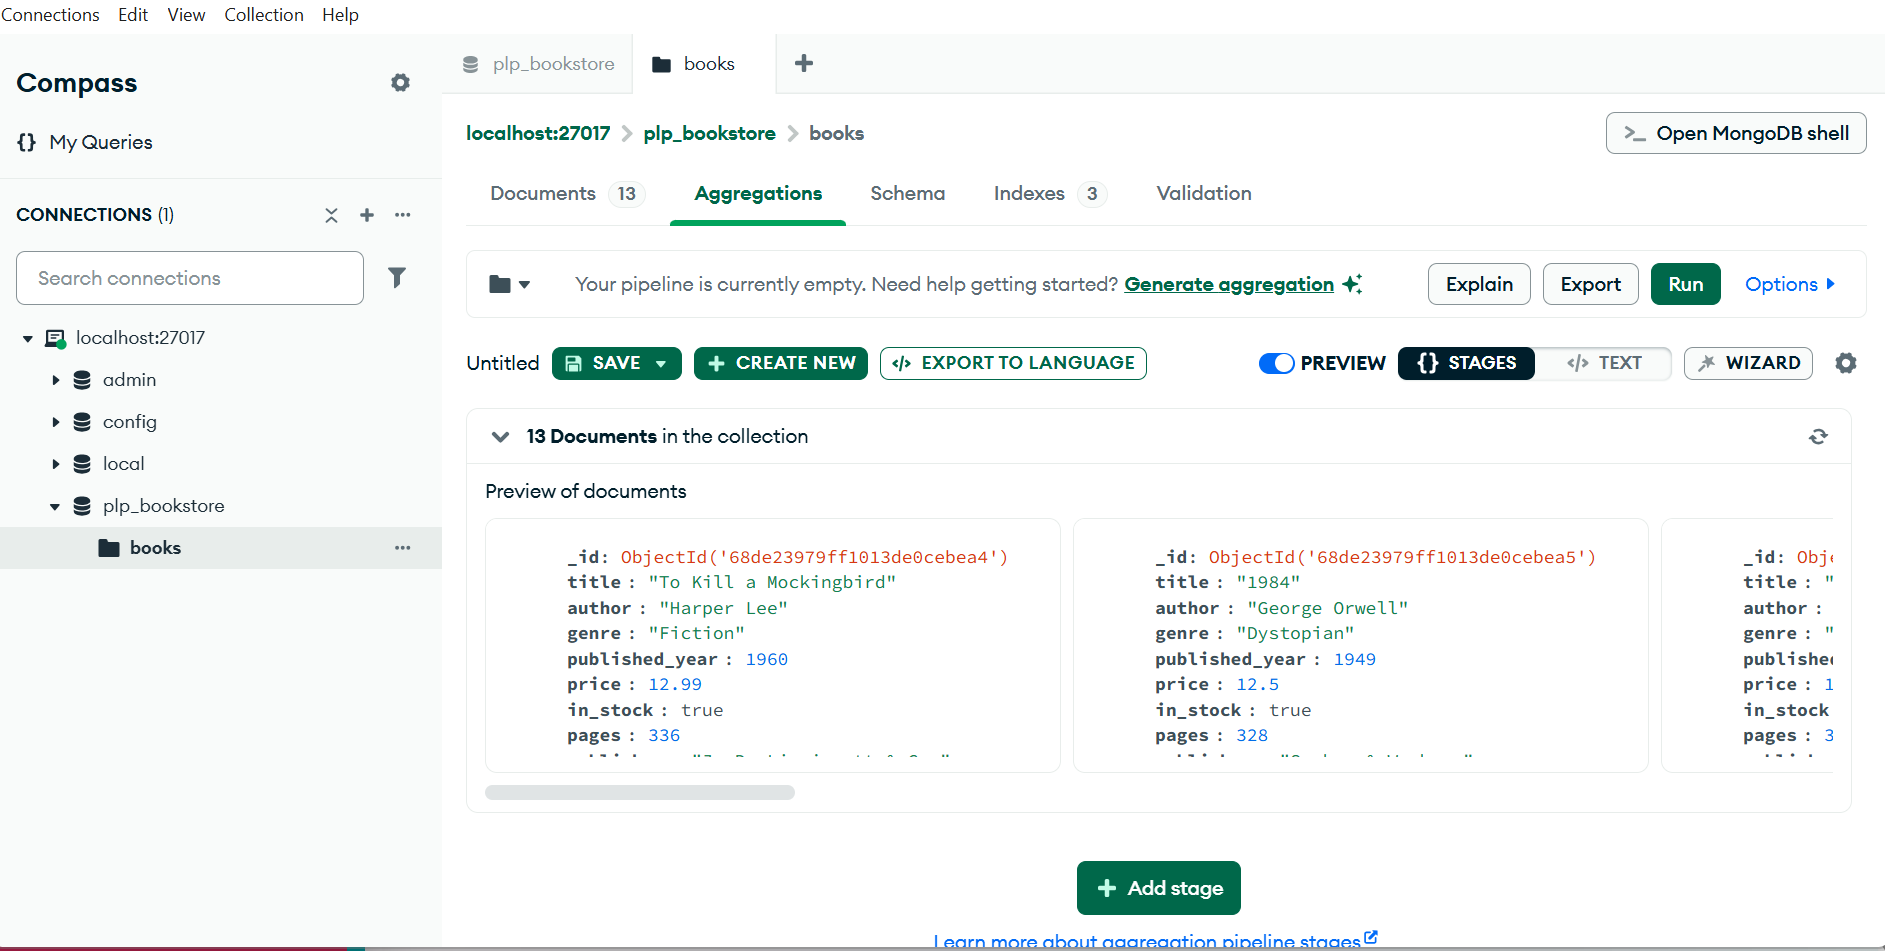 Connections Edit View Collection Help
Compass
{} My Queries
CONNECTIONS (1)
Search connections
localhost:27017
admin
config
local
plp_bookstore
books
plp_bookstore books
localhost:27017 > plp_bookstore > books
>_ Open MongoDB shell
Documents 13 Aggregations Schema Indexes 3 Validation
Your pipeline is currently empty. Need help getting started? Generate aggregation
Explain Export Run Options
Untitled SAVE + CREATE NEW </> EXPORT TO LANGUAGE
PREVIEW {} STAGES </> TEXT WIZARD
13 Documents in the collection
Preview of documents
_id: ObjectId('68de23979ff1013de0cebea4')
title : "To Kill a Mockingbird"
author : "Harper Lee"
genre : "Fiction"
published_year : 1960
price : 12.99
in_stock : true
pages : 336
_id: ObjectId('68de23979ff1013de0cebea5')
title : "1984"
author : "George Orwell"
genre : "Dystopian"
published_year : 1949
price : 12.5
in_stock : true
pages : 328
_id: Obje
title : "
author :
genre : "
publishe
price : 1
in_stock
pages : 3
+ Add stage
Learn more about aggregation pipeline stages